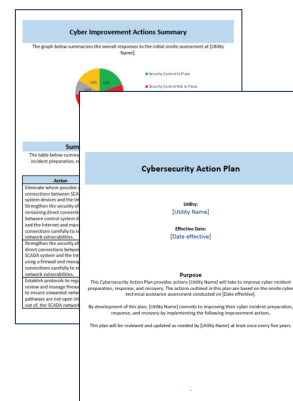 Cyber Improvement Actions Summary
The graph below summarizes the overall responses to the initial onsite assessment at [Utility
Name].
Security Control In Place
Security Control Not In Place
Sum
The table below summa
incident preparation, re
Action
Eliminate where possible
connections between SCA
system devices and the int
Strengthen the security of
remaining direct connecti
between control system d
and the internet and mana
connections carefully to re
network vulnerabilities.
Strengthen the security of
direct connections betwee
SCADA system and the int
using a firewall and manag
connections carefully to re
network vulnerabilities.
Establish protocols to regu
review and manage firewa
to ensure unwanted netwo
pathways are not open int
out of, the SCADA network
Cybersecurity Action Plan
Utility:
[Utility Name]
Effective Date:
[Date effective]
Purpose
This Cybersecurity Action Plan provides actions [Utility Name] will take to improve cyber incident
preparation, response, and recovery. The actions outlined in this plan are based on the onsite cyber
technical assistance assessment conducted on [Date effective].
By development of this plan, [Utility Name] commits to improving their cyber incident preparation,
response, and recovery by implementing the following improvement actions.
This plan will be reviewed and updated as needed by [Utility Name] at least once every five years.